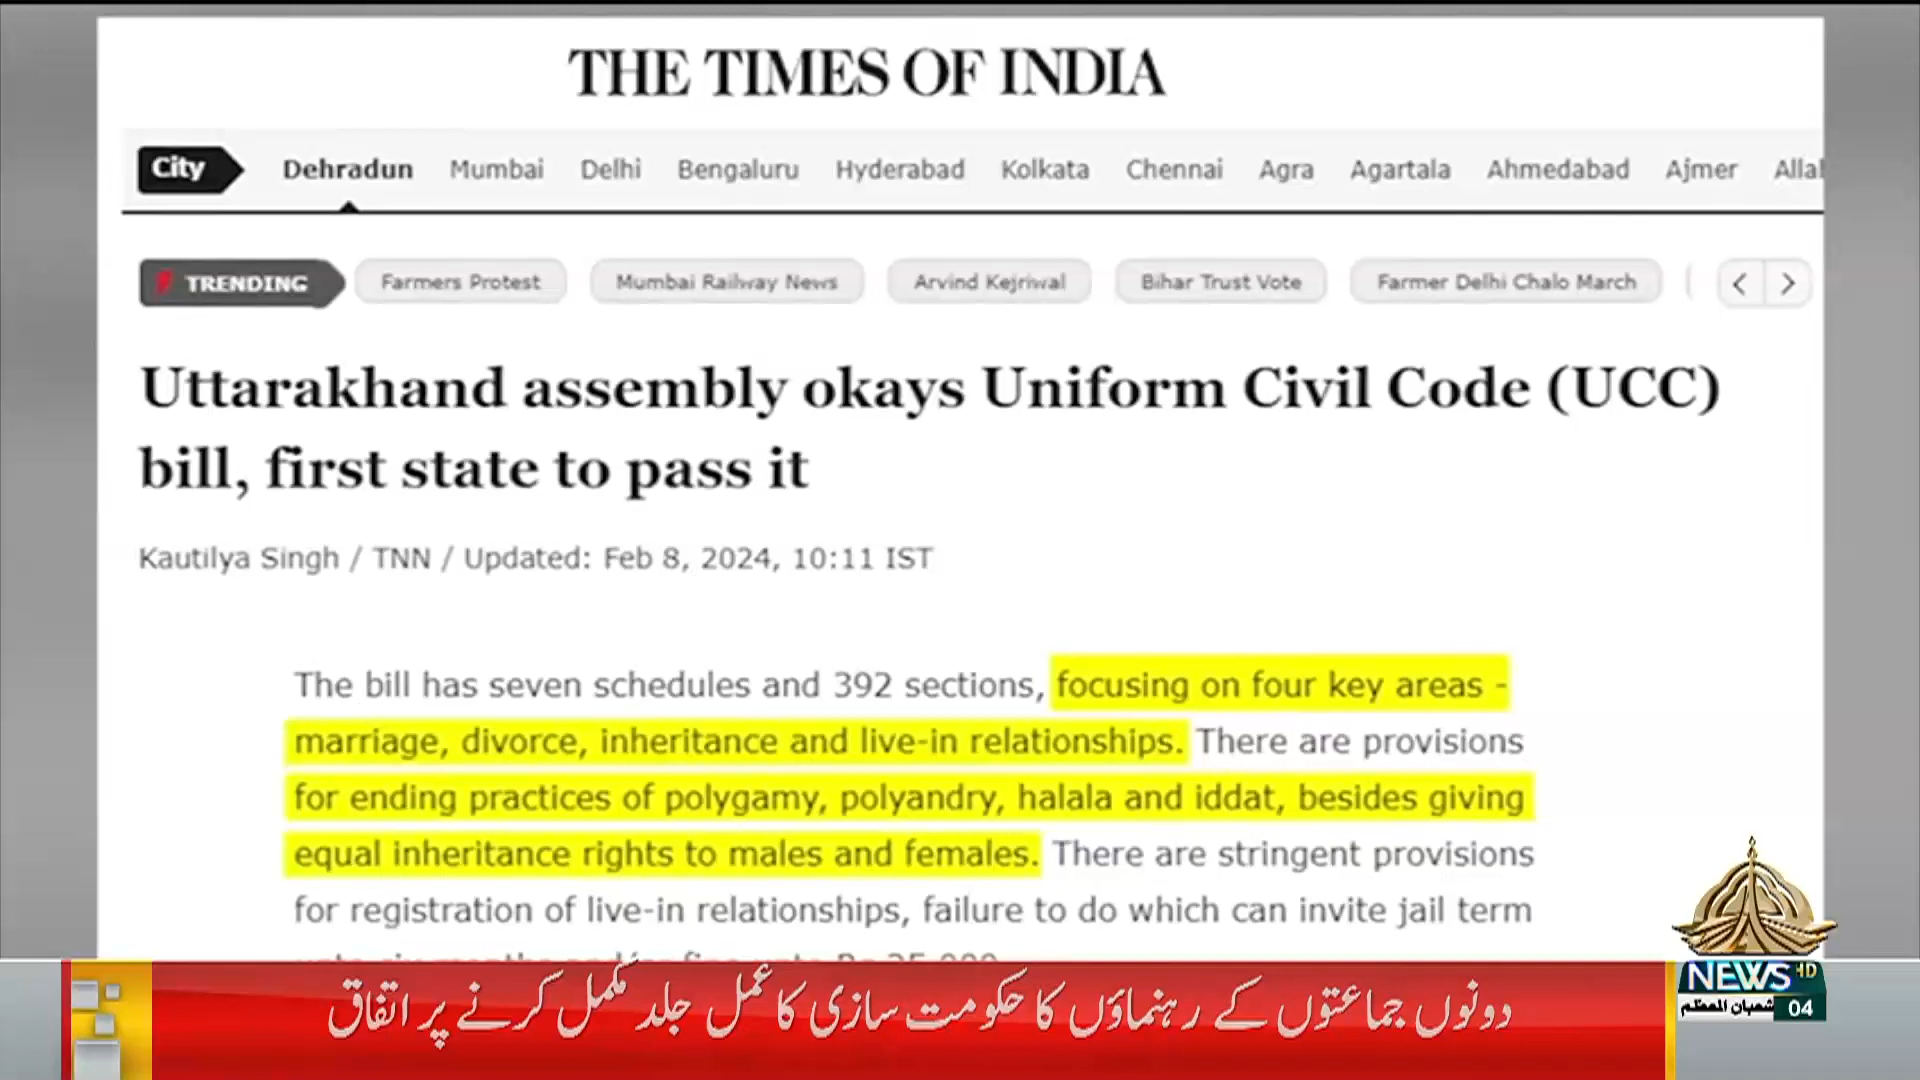 THE TIMES OF INDIA
City Dehradun Mumbai Delhi Bengaluru Hyderabad Kolkata Chennai Agra Agartala Ahmedabad Ajmer
TRENDING Farmers Protest Mumbai Railway News Arvind Kejriwal Bihar Trust Vote Farmer Delhi Chalo March
Uttarakhand assembly okays Uniform Civil Code (UCC)
bill, first state to pass it
Kautilya Singh / TNN / Updated: Feb 8, 2024, 10:11 IST
The bill has seven schedules and 392 sections, focusing on four key areas -
marriage, divorce, inheritance and live-in relationships. There are provisions
for ending practices of polygamy, polyandry, halala and iddat, besides giving
equal inheritance rights to males and females. There are stringent provisions
for registration of live-in relationships, failure to do which can invite jail term
دونوں جماعتوں کے رہنماؤں کا حکومت سازی کا عمل جلد مکمل کرنے پر اتفاق
NEWS HD
شعبان المعظم 04